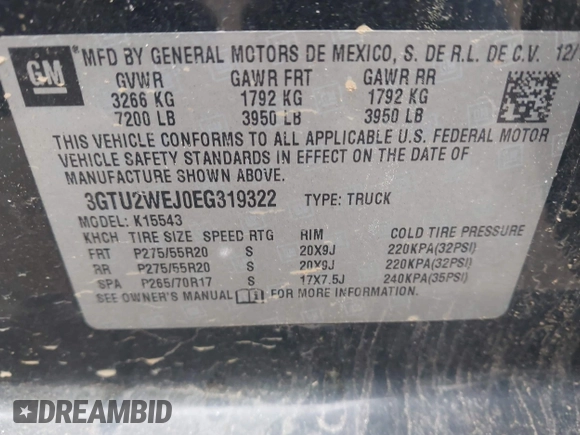 GM
MFD BY GENERAL MOTORS DE MEXICO, S. DE R.L. DE C.V. 12/
GVWR GAWR FRT GAWR RR
3266 KG 1792 KG 1792 KG
7200 LB 3950 LB 3950 LB
THIS VEHICLE CONFORMS TO ALL APPLICABLE U.S. FEDERAL MOTOR
VEHICLE SAFETY STANDARDS IN EFFECT ON THE DATE OF
MANUFACTURE SHOWN ABOVE.
3GTU2WEJ0EG319322 TYPE: TRUCK
MODEL: K15543
KHCH TIRE SIZE SPEED RTG RIM COLD TIRE PRESSURE
FRT P275/55R20 S 20X9J 220KPA(32PSI)
RR P275/55R20 S 20X9J 220KPA(32PSI)
SPA P265/70R17 S 17X7.5J 240KPA(35PSI)
SEE OWNER'S MANUAL FOR MORE INFORMATION.
DREAMBID